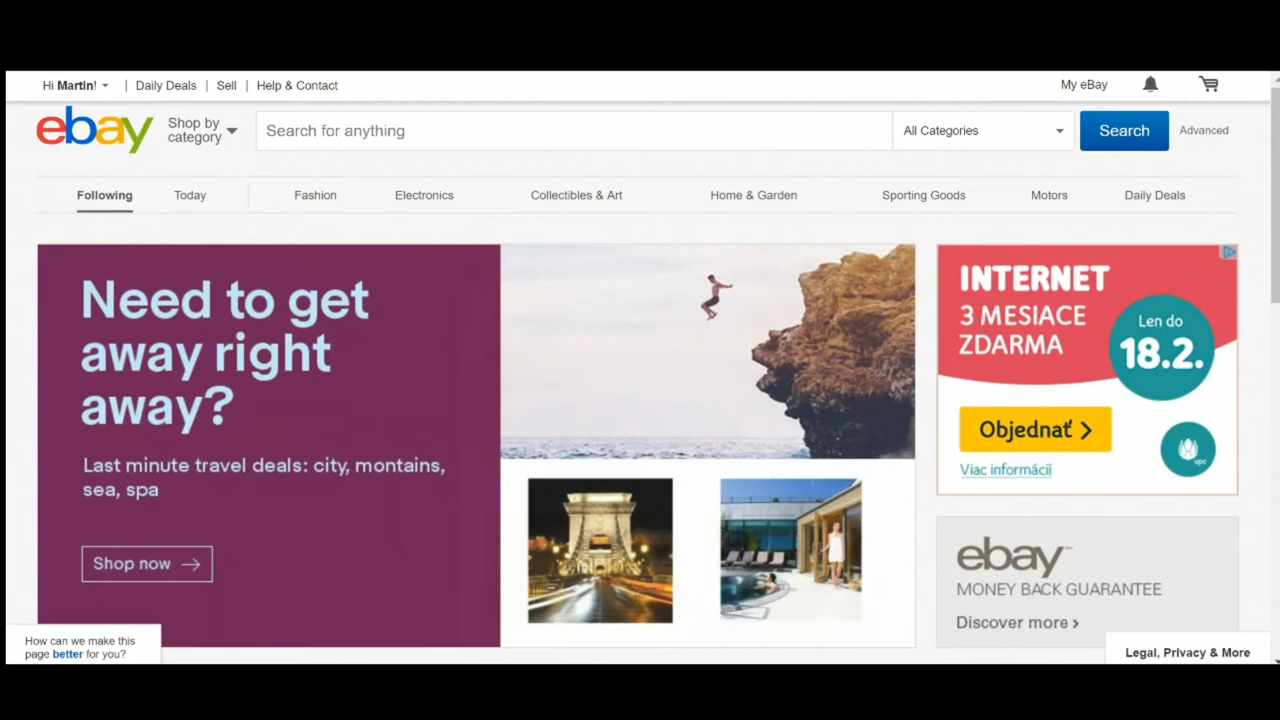 Hi Martin!
Daily Deals
Sell
Help & Contact
My eBay
ebay
Shop by
category
Search for anything
All Categories
Search
Advanced
Following
Today
Fashion
Electronics
Collectibles & Art
Home & Garden
Sporting Goods
Motors
Daily Deals
Need to get
away right
away?
Last minute travel deals: city, montains,
sea, spa
Shop now
INTERNET
3 MESIACE
ZDARMA
Len do
18.2.
Objednať
Viac informácií
upc
ebay
MONEY BACK GUARANTEE
Discover more
How can we make this
page better for you?
Legal, Privacy & More